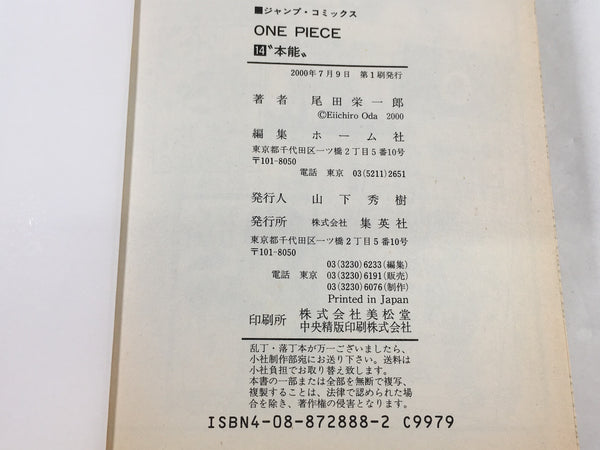 ■ジャンプ・コミックス
ONE PIECE
14〝本能〟
2000年7月9日 第1刷発行
著者 尾田栄一郎
©Eiichiro Oda 2000
編集 ホーム社
東京都千代田区一ツ橋2丁目5番10号
〒101-8050
電話 東京 03(5211)2651
発行人 山下秀樹
発行所 株式会社 集英社
東京都千代田区一ツ橋2丁目5番10号
〒101-8050
03(3230)6233(編集)
電話 東京 03(3230)6191(販売)
03(3230)6076(制作)
Printed in Japan
印刷所 株式会社美松堂
中央精版印刷株式会社
乱丁・落丁本が万一ございましたら、
小社制作部宛にお送り下さい。送料は
小社負担でお取り替え致します。
本書の一部または全部を無断で複写、
複製することは、法律で認められた場
合を除き、著作権の侵害となります。
ISBN4-08-872888-2 C9979